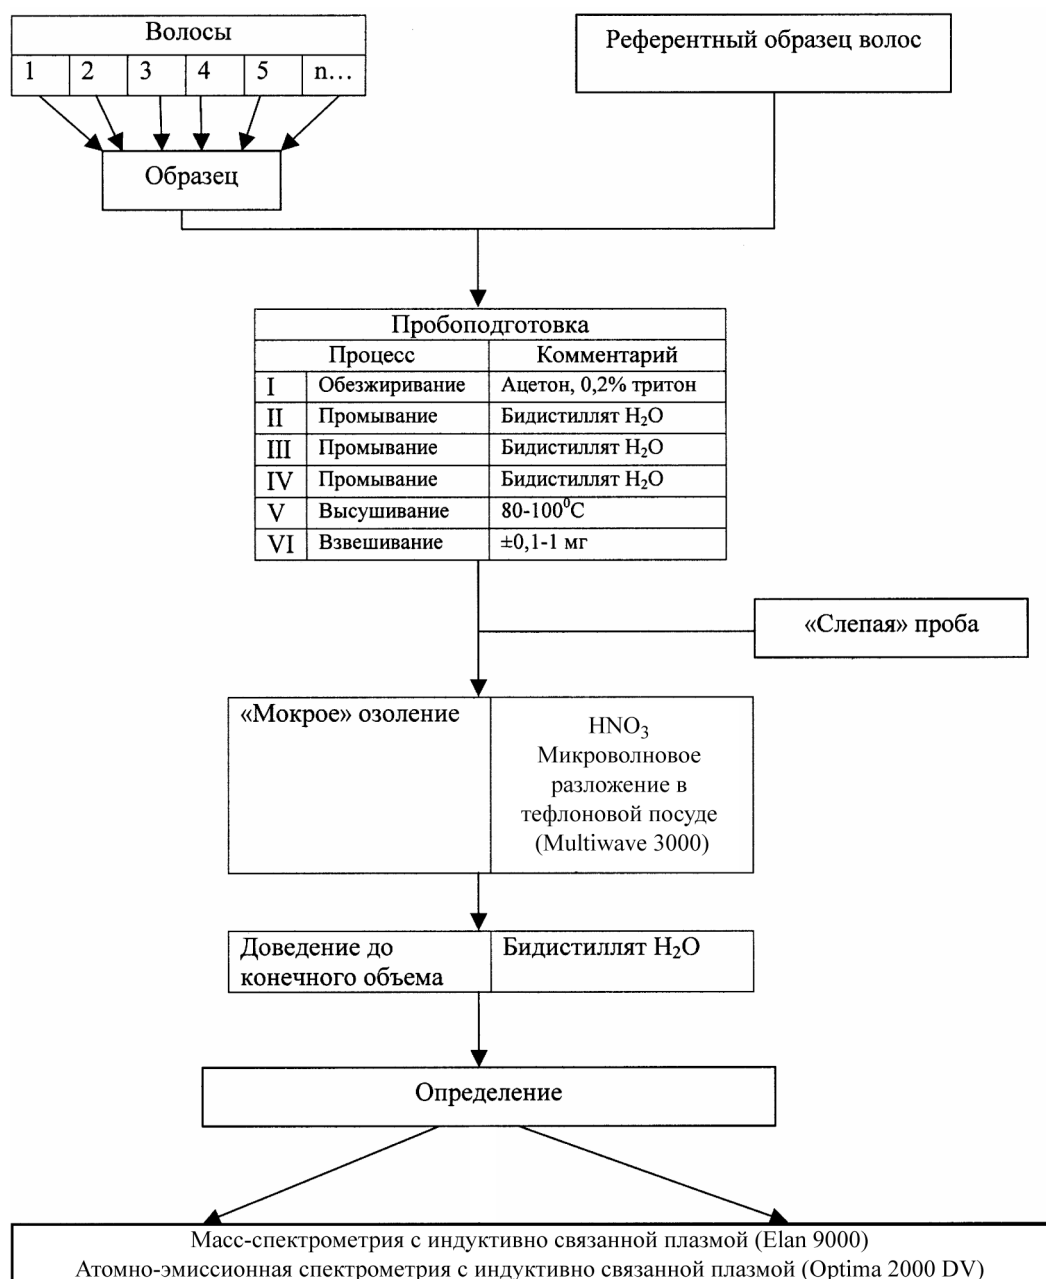 Волосы
1 2 3 4 5 n...
Референтный образец волос
Образец
Пробоподготовка
Процесс Комментарий
I Обезжиривание Ацетон, 0,2% тритон
II Промывание Бидистиллят H₂O
III Промывание Бидистиллят H₂O
IV Промывание Бидистиллят H₂O
V Высушивание 80-100⁰С
VI Взвешивание ±0,1-1 мг
«Слепая» проба
«Мокрое» озоление
HNO₃
Микроволновое
разложение в
тефлоновой посуде
(Multiwave 3000)
Доведение до
конечного объема
Бидистиллят H₂O
Определение
Масс-спектрометрия с индуктивно связанной плазмой (Elan 9000)
Атомно-эмиссионная спектрометрия с индуктивно связанной плазмой (Optima 2000 DV)